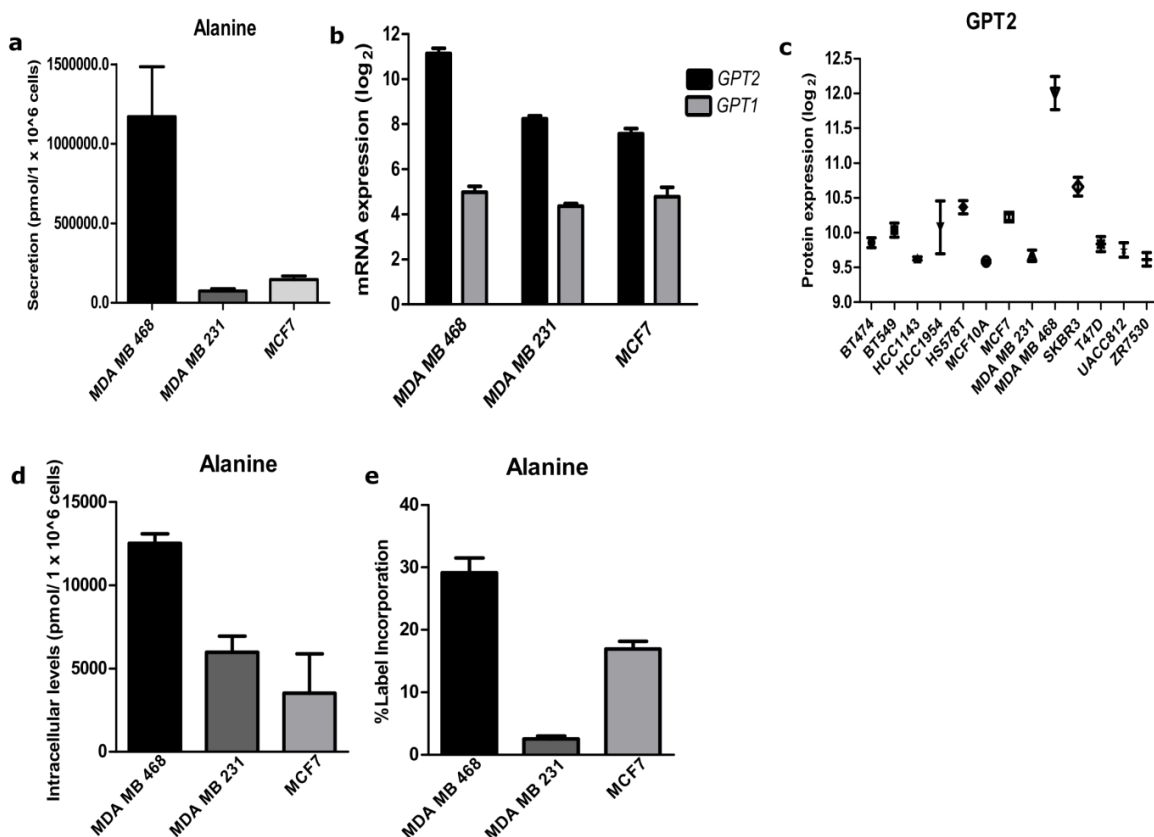 a
Alanine
Secretion (pmol/1 x 10^6 cells)
1500000.0
1000000.0
500000.0
0.0
MDA MB 468
MDA MB 231
MCF7
b
mRNA expression (log 2)
12
10
8
6
4
2
0
MDA MB 468
MDA MB 231
MCF7
GPT2
GPT1
c
GPT2
Protein expression (log 2)
12.5
12.0
11.5
11.0
10.5
10.0
9.5
9.0
BT474
BT549
HCC1143
HCC1954
HS578T
MCF10A
MCF7
MDA MB 231
MDA MB 468
SKBR3
T47D
UACC812
ZR7530
d
Alanine
Intracellular levels (pmol/ 1 x 10^6 cells)
15000
10000
5000
0
MDA MB 468
MDA MB 231
MCF7
e
Alanine
%Label Incorporation
40
30
20
10
0
MDA MB 468
MDA MB 231
MCF7